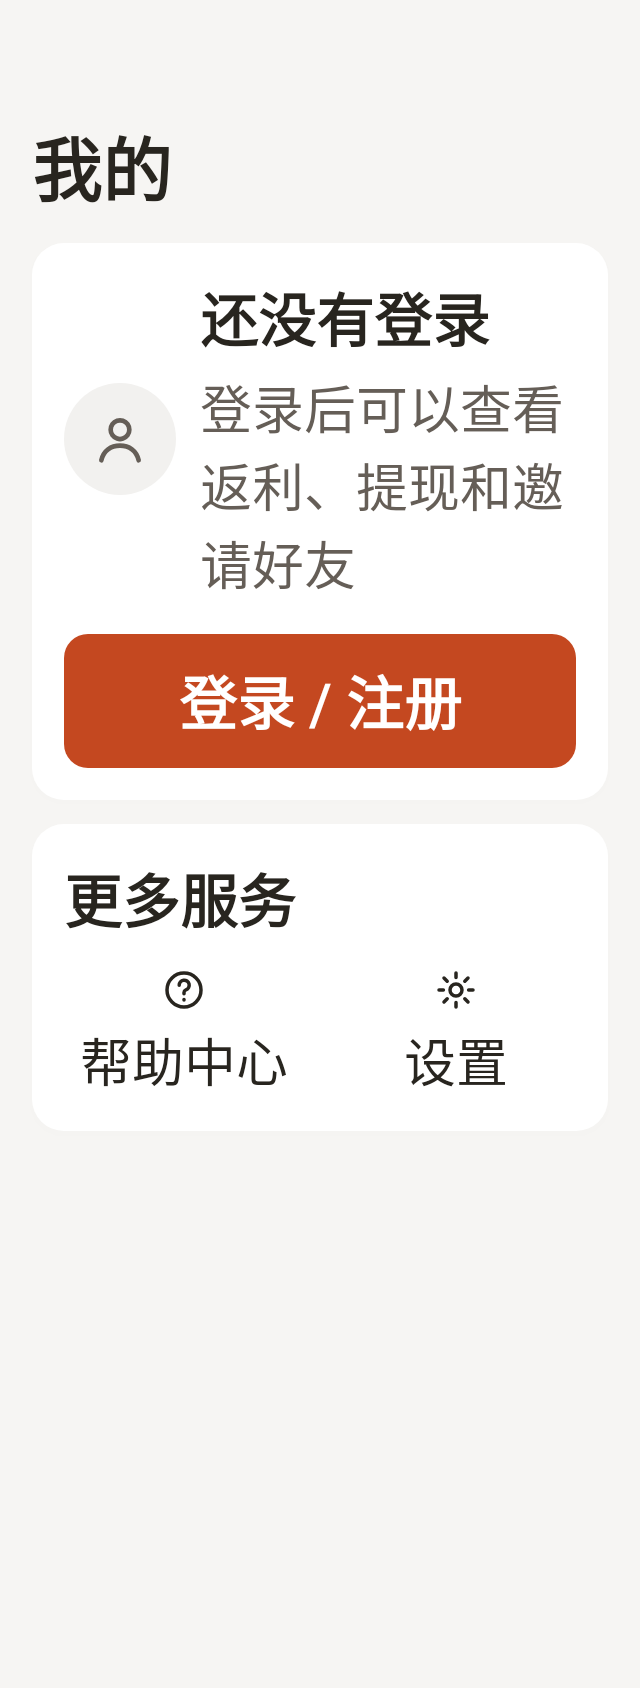 我的
还没有登录
登录后可以查看
返利、提现和邀
请好友
登录 / 注册
更多服务
帮助中心
设置